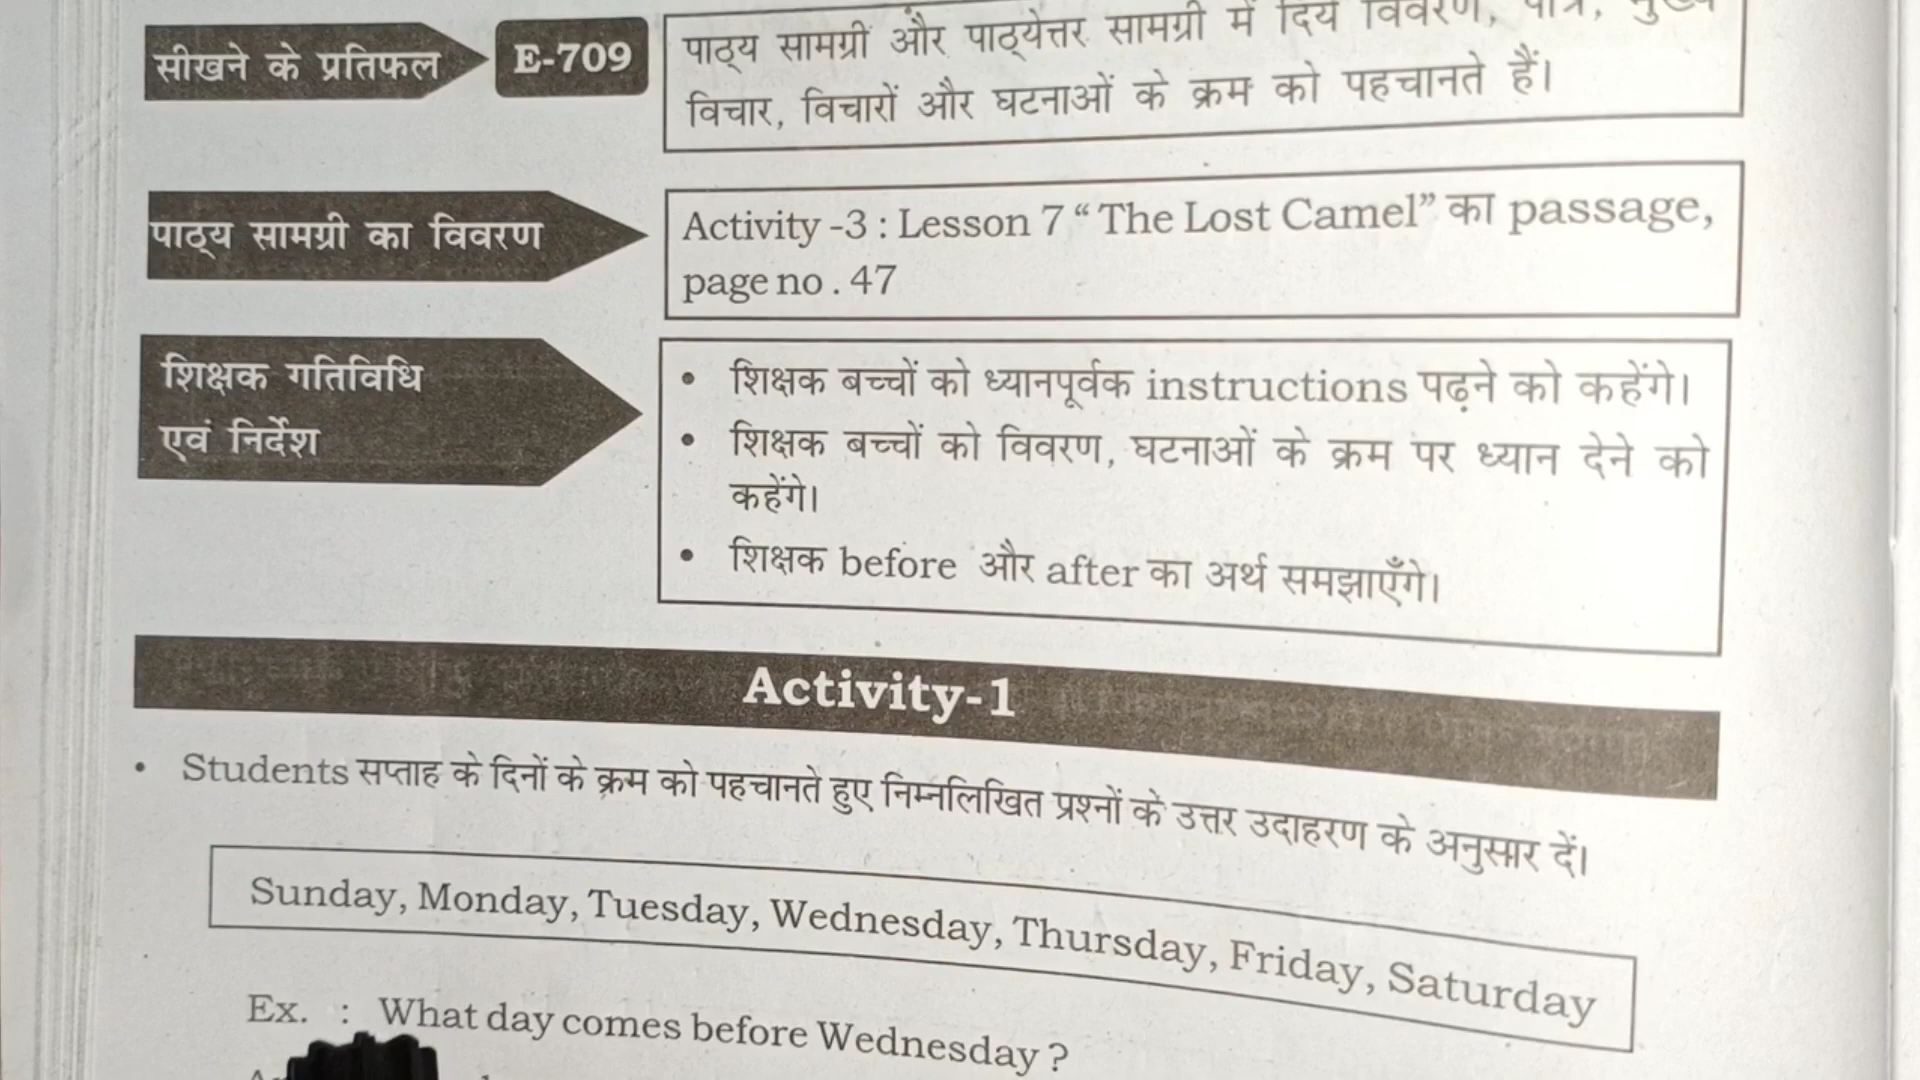 सीखने के प्रतिफल
E-709
पाठ्य सामग्री और पाठ्येत्तर सामग्री में दिये विवरण, पात्र, मुख्य
विचार, विचारों और घटनाओं के क्रम को पहचानते हैं।
पाठ्य सामग्री का विवरण
Activity -3 : Lesson 7 “ The Lost Camel” का passage,
page no . 47
शिक्षक गतिविधि
एवं निर्देश
• शिक्षक बच्चों को ध्यानपूर्वक instructions पढ़ने को कहेंगे।
• शिक्षक बच्चों को विवरण, घटनाओं के क्रम पर ध्यान देने को
कहेंगे।
• शिक्षक before और after का अर्थ समझाएँगे।
Activity-1
• Students सप्ताह के दिनों के क्रम को पहचानते हुए निम्नलिखित प्रश्नों के उत्तर उदाहरण के अनुसार दें।
Sunday, Monday, Tuesday, Wednesday, Thursday, Friday, Saturday
Ex. : What day comes before Wednesday ?